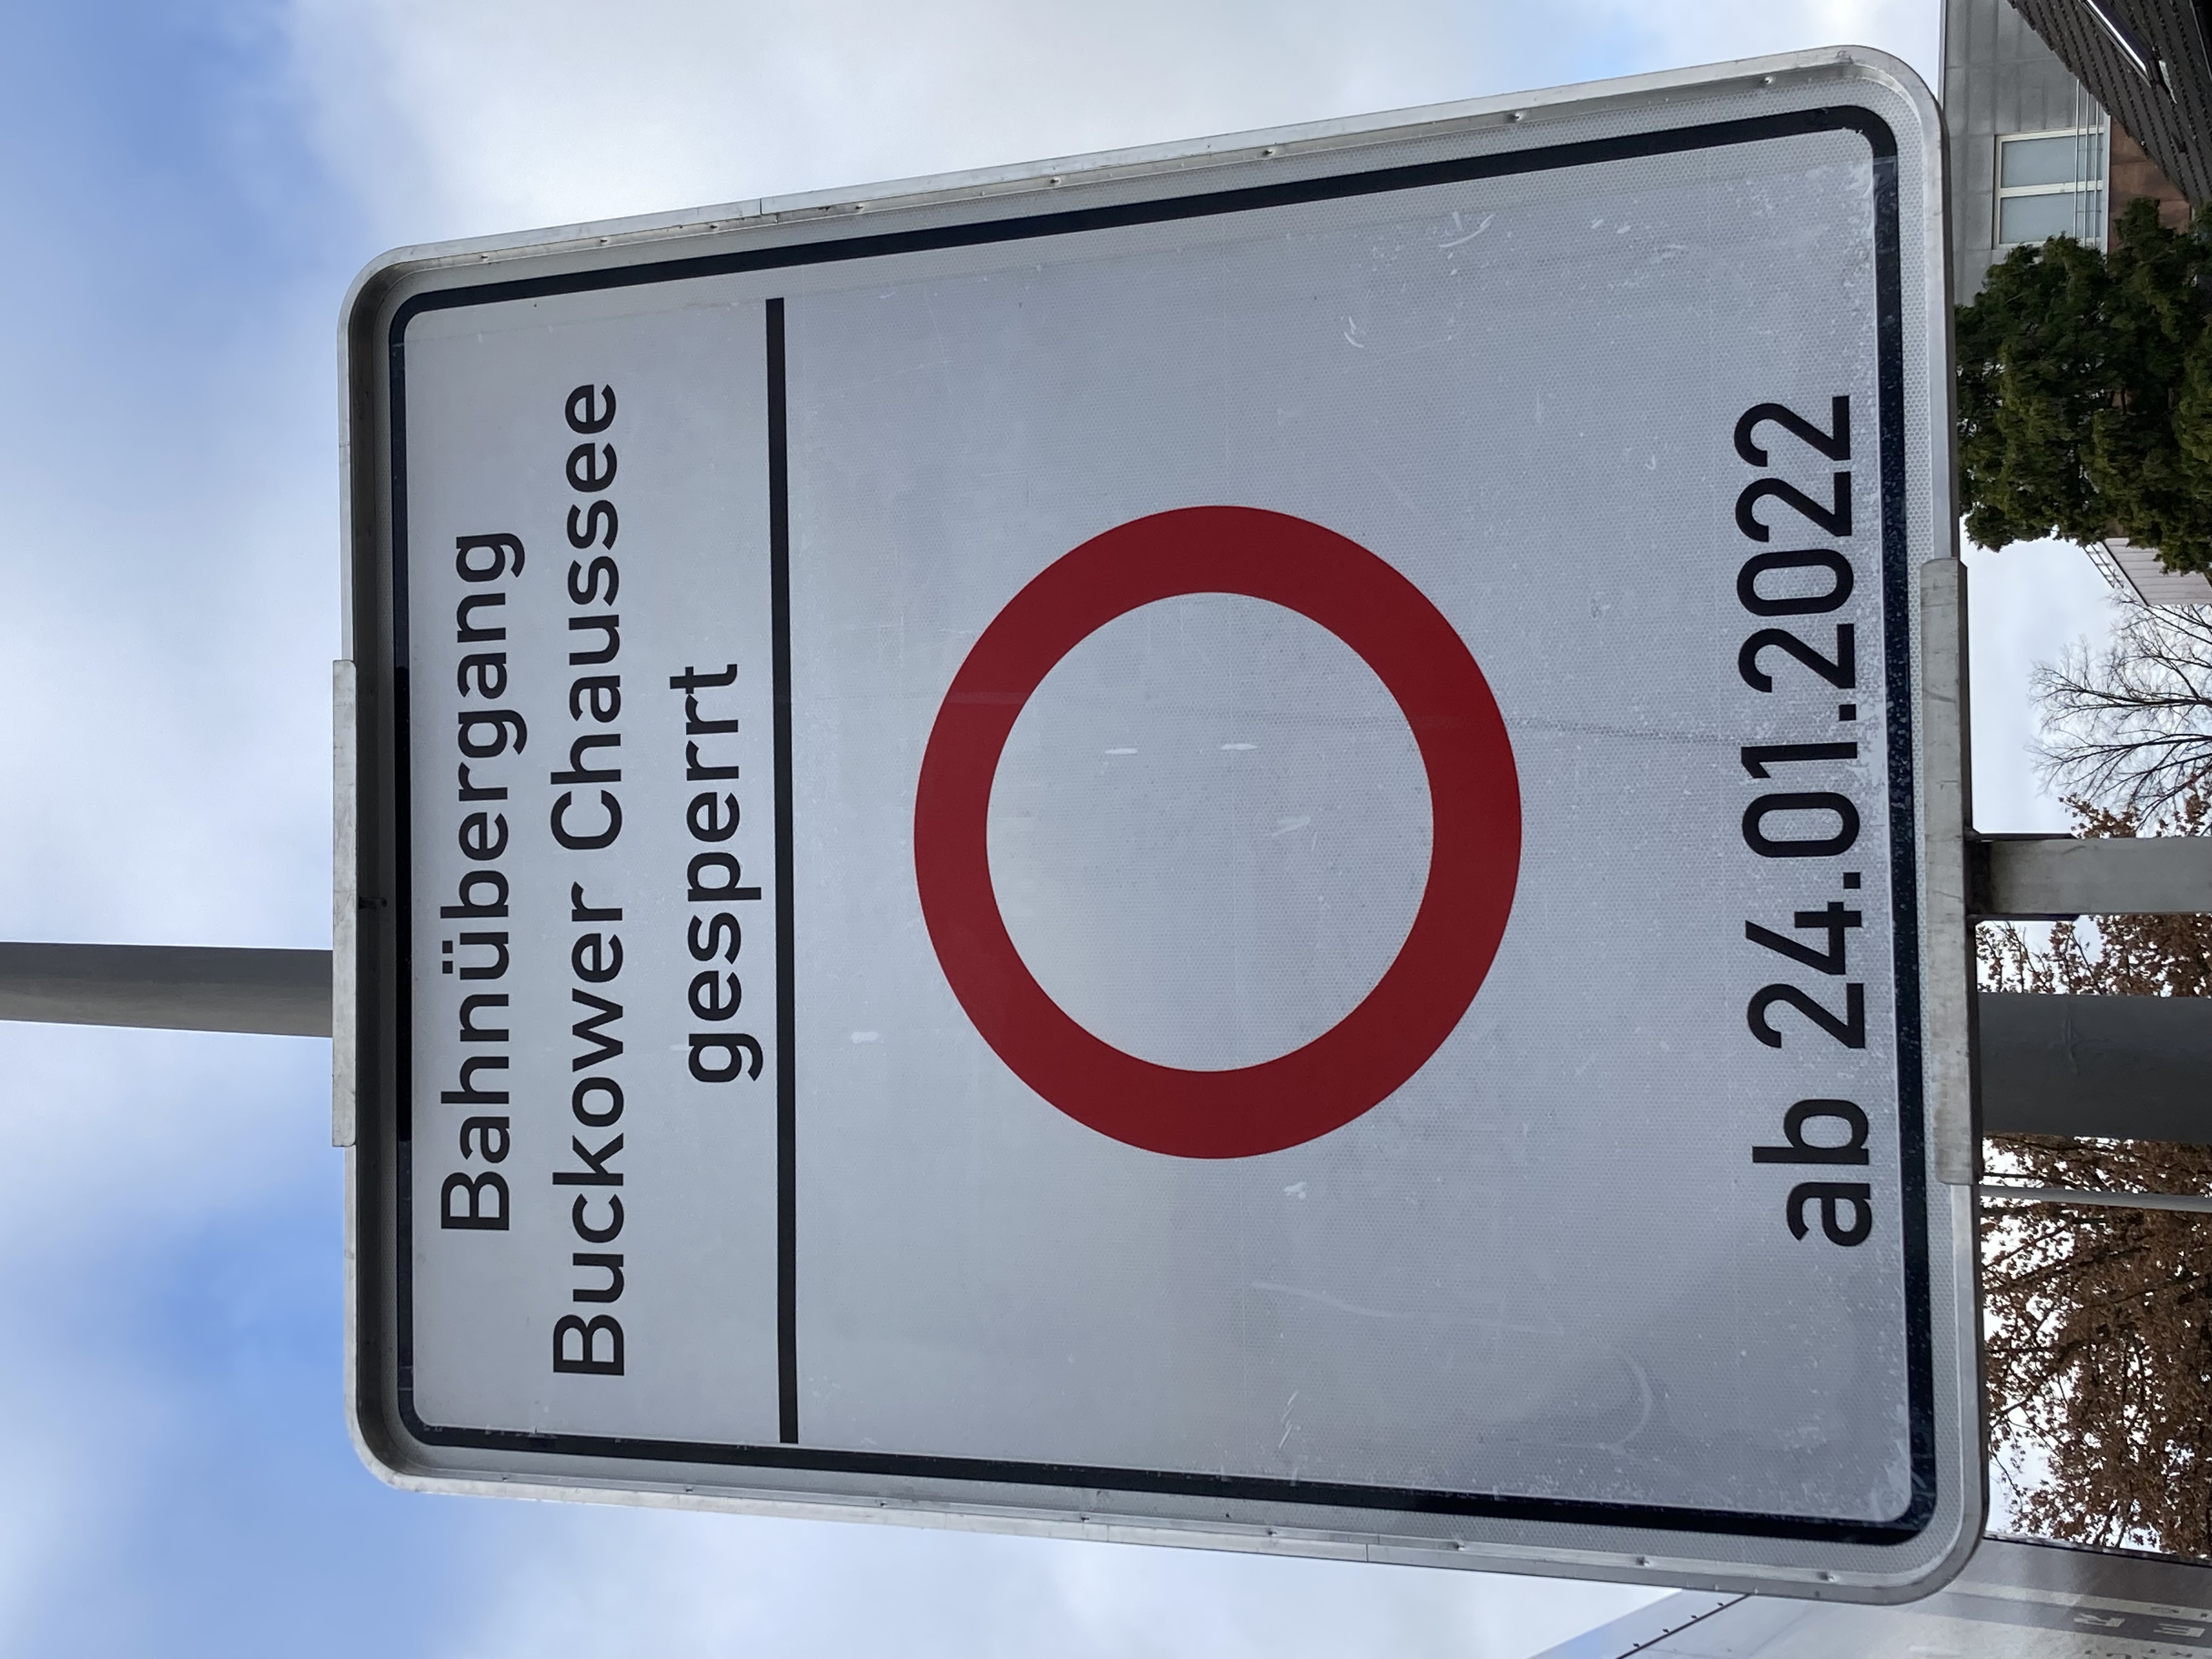 Bahnübergang
Buckower Chaussee
gesperrt
ab 24.01.2022